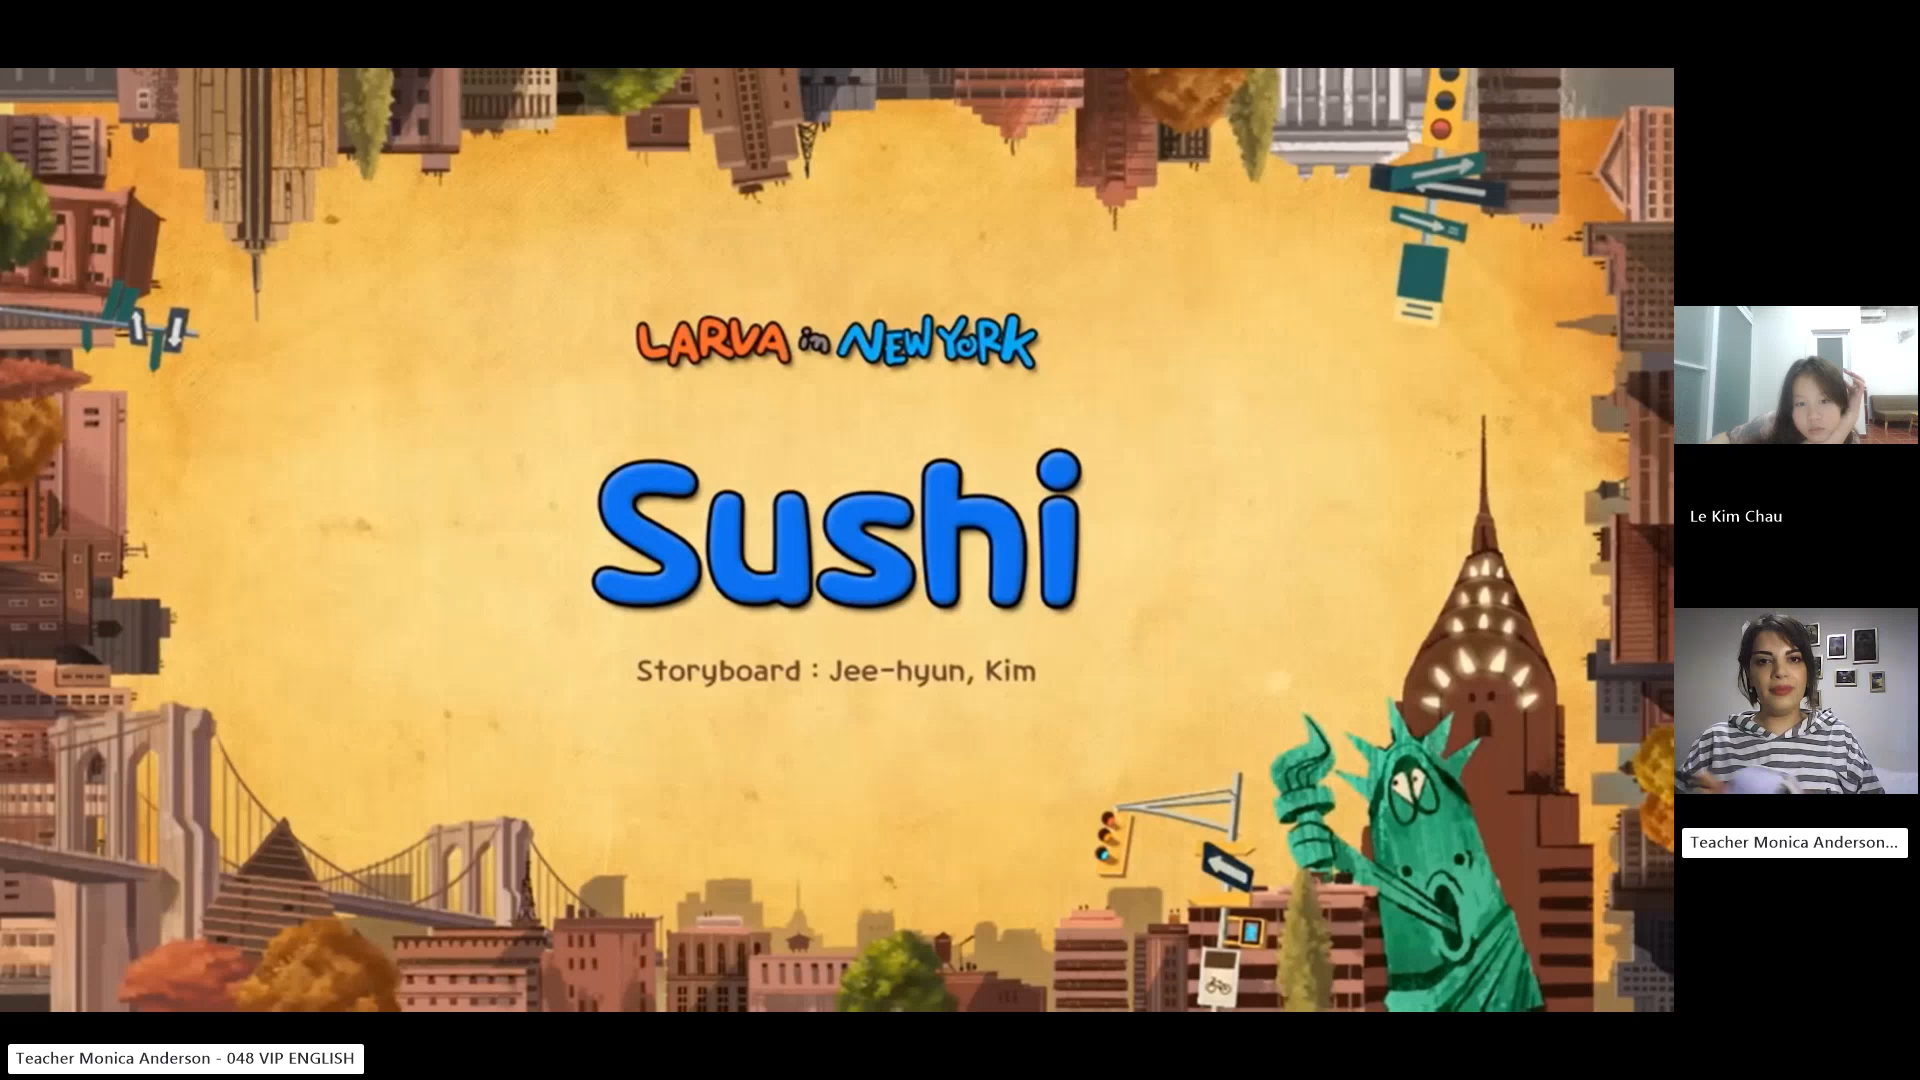 LARVA in NEW YORK
Sushi
Storyboard : Jee-hyun, Kim
Le Kim Chau
Teacher Monica Anderson...
Teacher Monica Anderson - 048 VIP ENGLISH